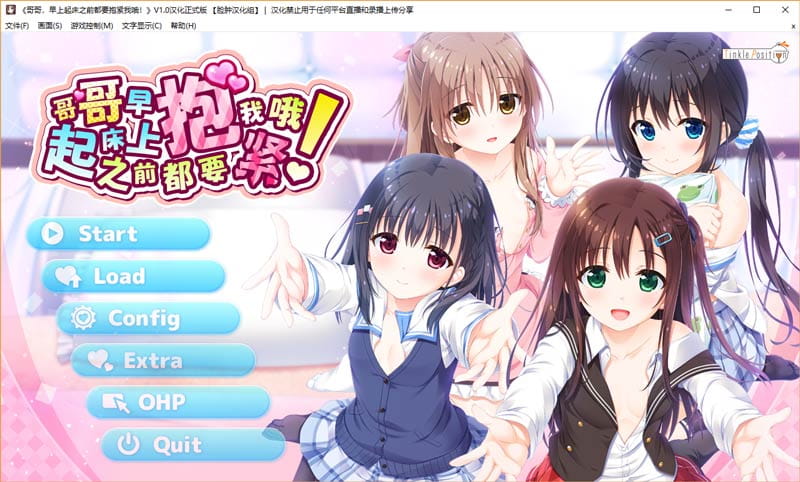 《哥哥，早上起床之前都要抱紧我哦！》V1.0汉化正式版 【脸肿汉化组】 | 汉化禁止用于任何平台直播和录播上传分享
文件(F) 画面(S) 游戏控制(M) 文字显示(C) 帮助(H)
Tinkle Position
哥哥早上抱我哦！
起床之前都要紧
Start
Load
Config
Extra
OHP
Quit